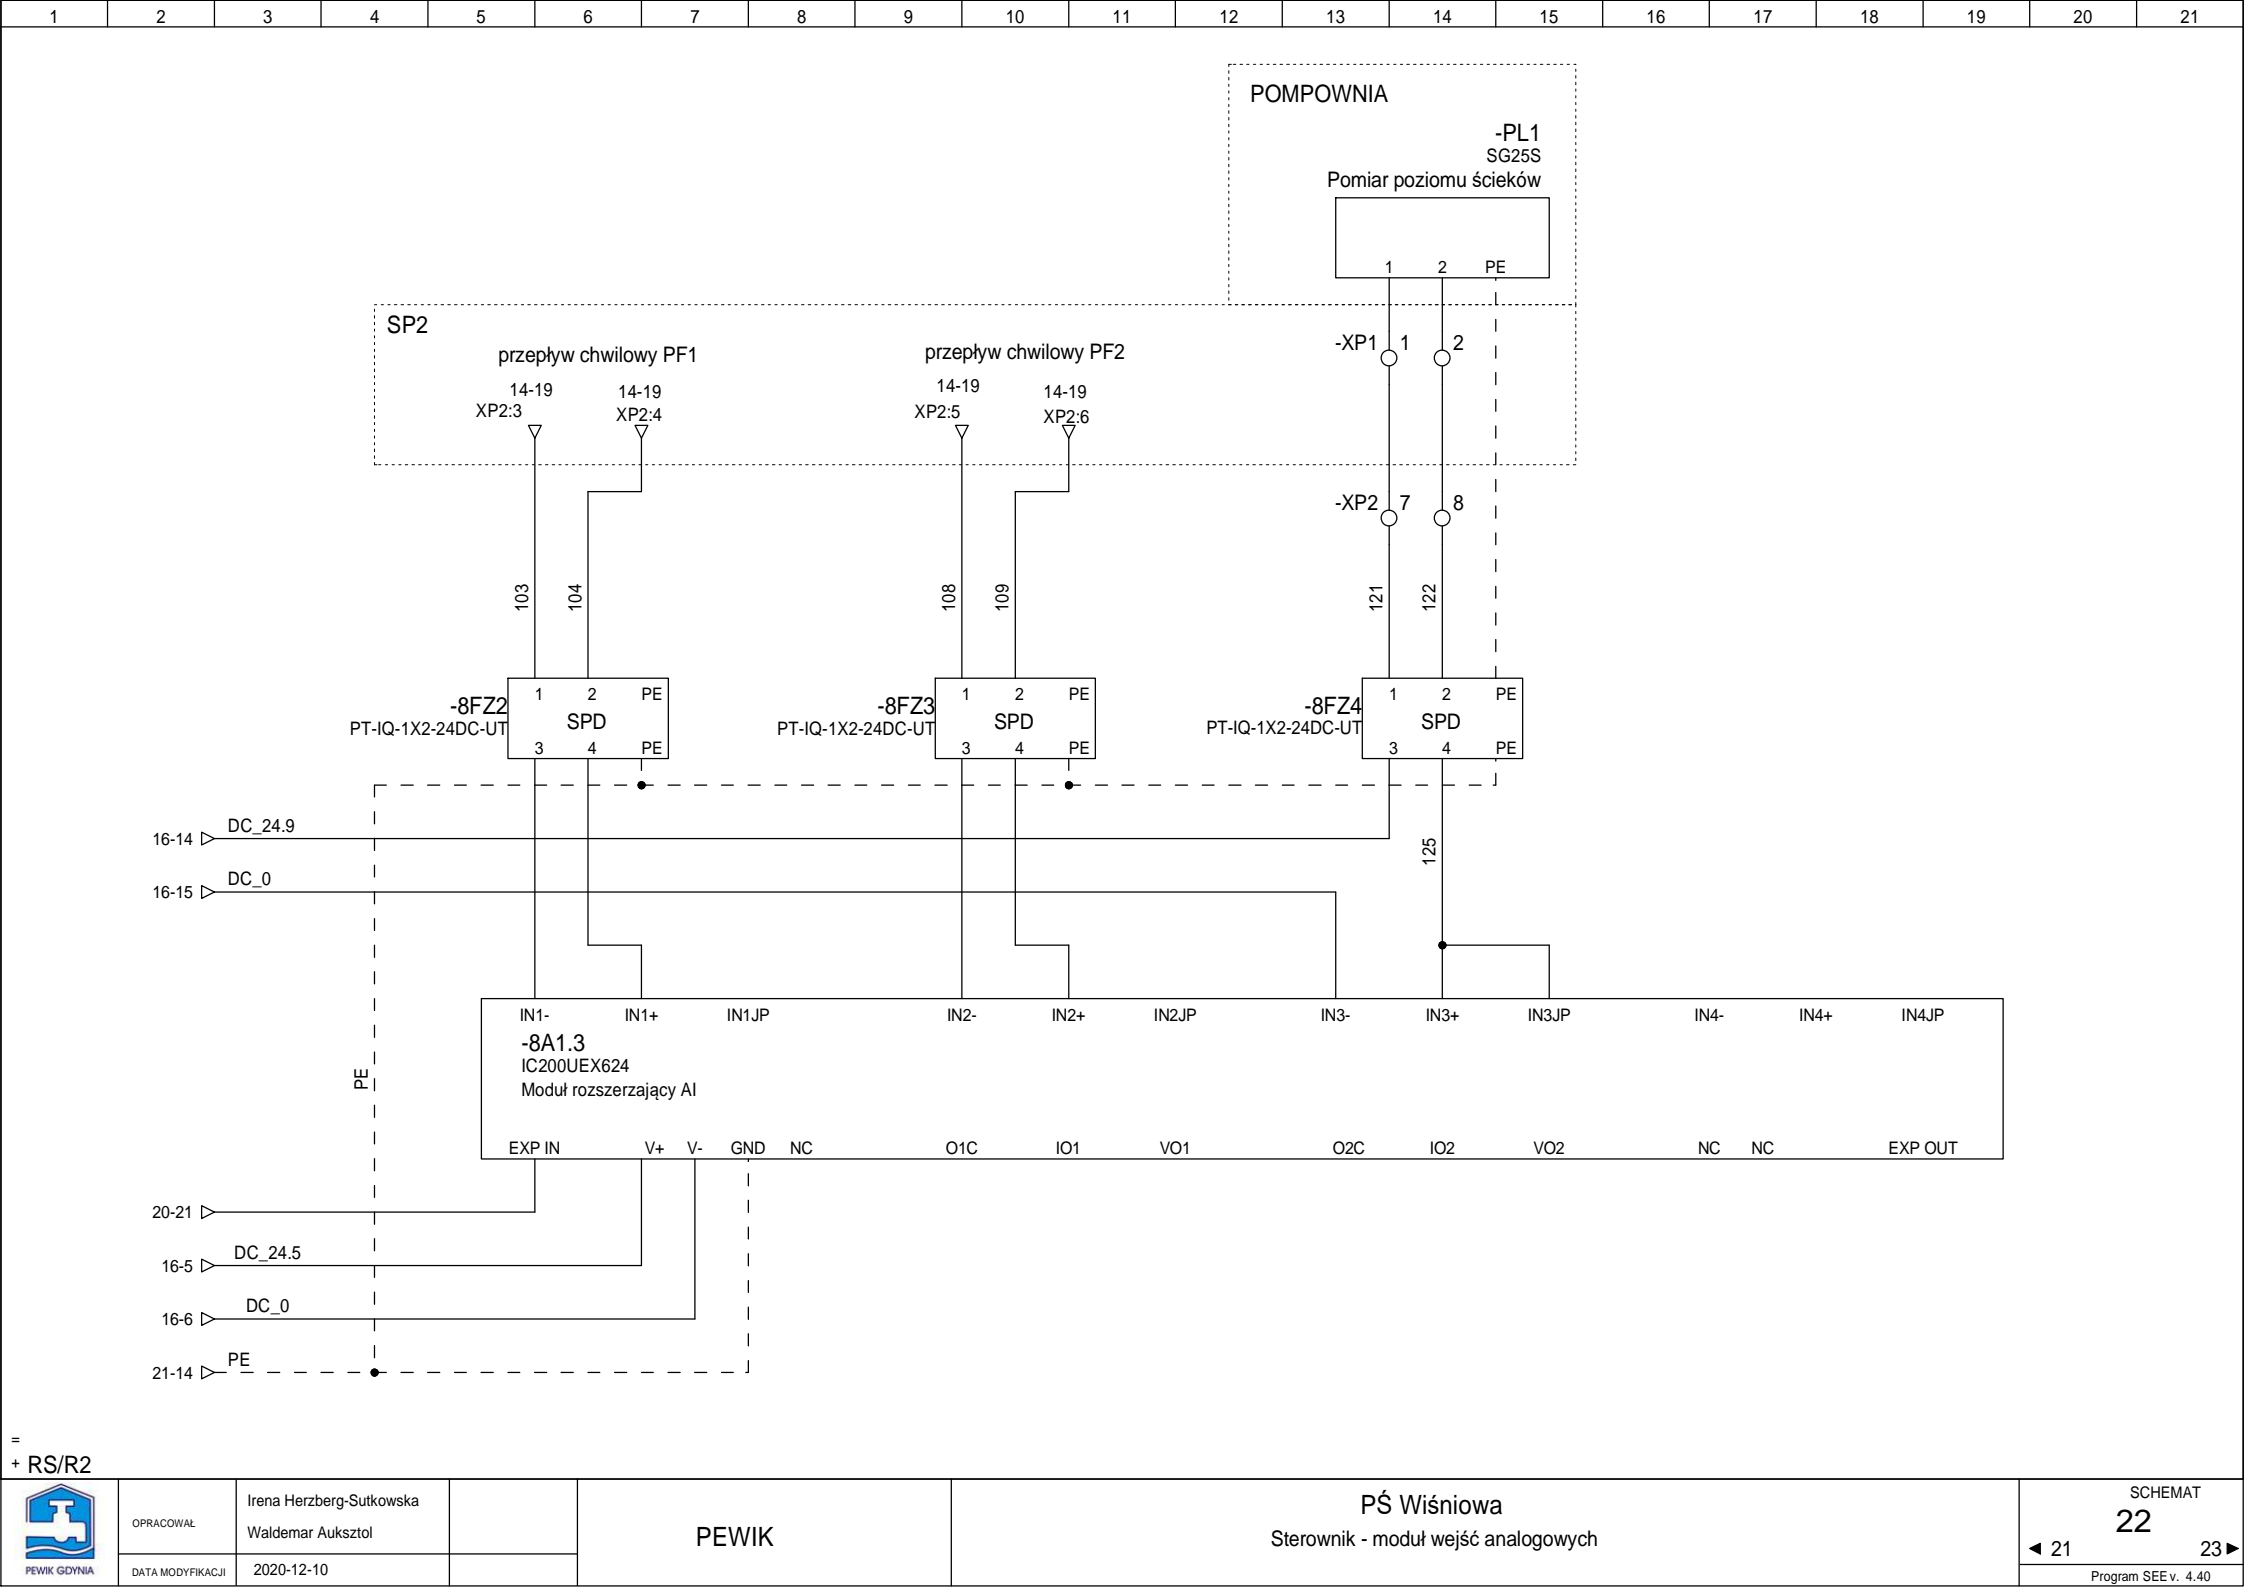 1 2 3 4 5 6 7 8 9 10 11 12 13 14 15 16 17 18 19 20 21
POMPOWNIA
-PL1
SG25S
Pomiar poziomu ścieków
1 2 PE
SP2
przepływ chwilowy PF1
14-19 14-19
XP2:3 XP2:4
przepływ chwilowy PF2
14-19 14-19
XP2:5 XP2:6
-XP1 1 2
-XP2 7 8
103 104 108 109 121 122
-8FZ2
PT-IQ-1X2-24DC-UT
1 2 PE
SPD
3 4 PE
-8FZ3
PT-IQ-1X2-24DC-UT
1 2 PE
SPD
3 4 PE
-8FZ4
PT-IQ-1X2-24DC-UT
1 2 PE
SPD
3 4 PE
16-14 DC_24.9
125
16-15 DC_0
IN1- IN1+ IN1JP IN2- IN2+ IN2JP IN3- IN3+ IN3JP IN4- IN4+ IN4JP
-8A1.3
IC200UEX624
Moduł rozszerzający AI
PE
EXP IN V+ V- GND NC O1C IO1 VO1 O2C IO2 VO2 NC NC EXP OUT
20-21
16-5 DC_24.5
16-6 DC_0
21-14 PE
=
+ RS/R2
PEWIK GDYNIA
OPRACOWAŁ
Irena Herzberg-Sutkowska
Waldemar Auksztol
DATA MODYFIKACJI
2020-12-10
PEWIK
PŚ Wiśniowa
Sterownik - moduł wejść analogowych
SCHEMAT
22
21 23
Program SEE v. 4.40